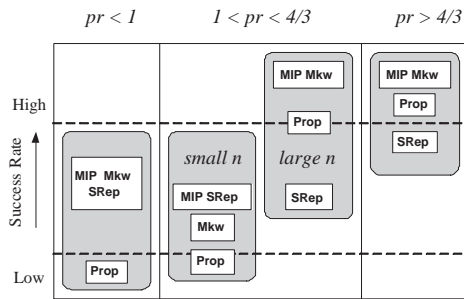 pr < 1
1 < pr < 4/3
pr > 4/3
High
Success Rate
Low
MIP Mkw
SRep
Prop
small n
MIP SRep
Mkw
Prop
MIP Mkw
Prop
large n
SRep
MIP Mkw
Prop
SRep